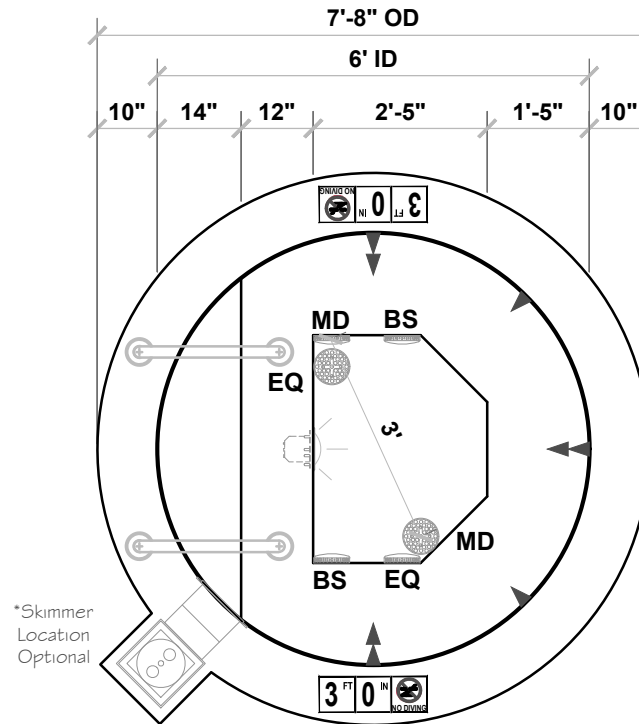 7'-8" OD
6' ID
10" 14" 12" 2'-5" 1'-5" 10"
3 FT 0 IN NO DIVING
MD BS
EQ
3'
MD
BS EQ
*Skimmer
Location
Optional
3 FT 0 IN NO DIVING